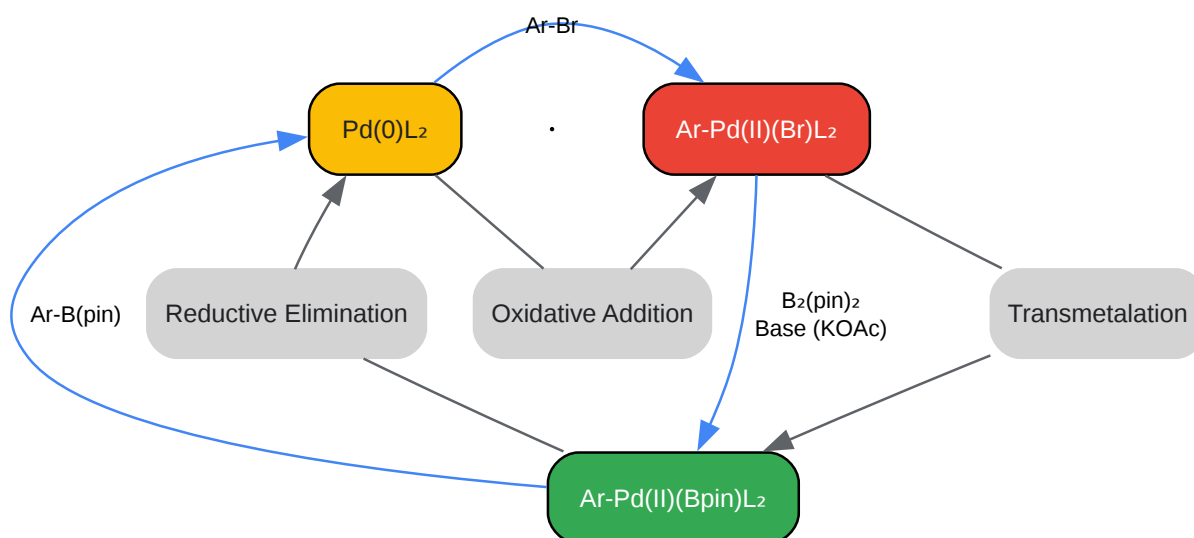 Ar-Br
Pd(0)L₂
Ar-Pd(II)(Br)L₂
Ar-B(pin)
Reductive Elimination
Oxidative Addition
B₂(pin)₂
Base (KOAc)
Transmetalation
Ar-Pd(II)(Bpin)L₂